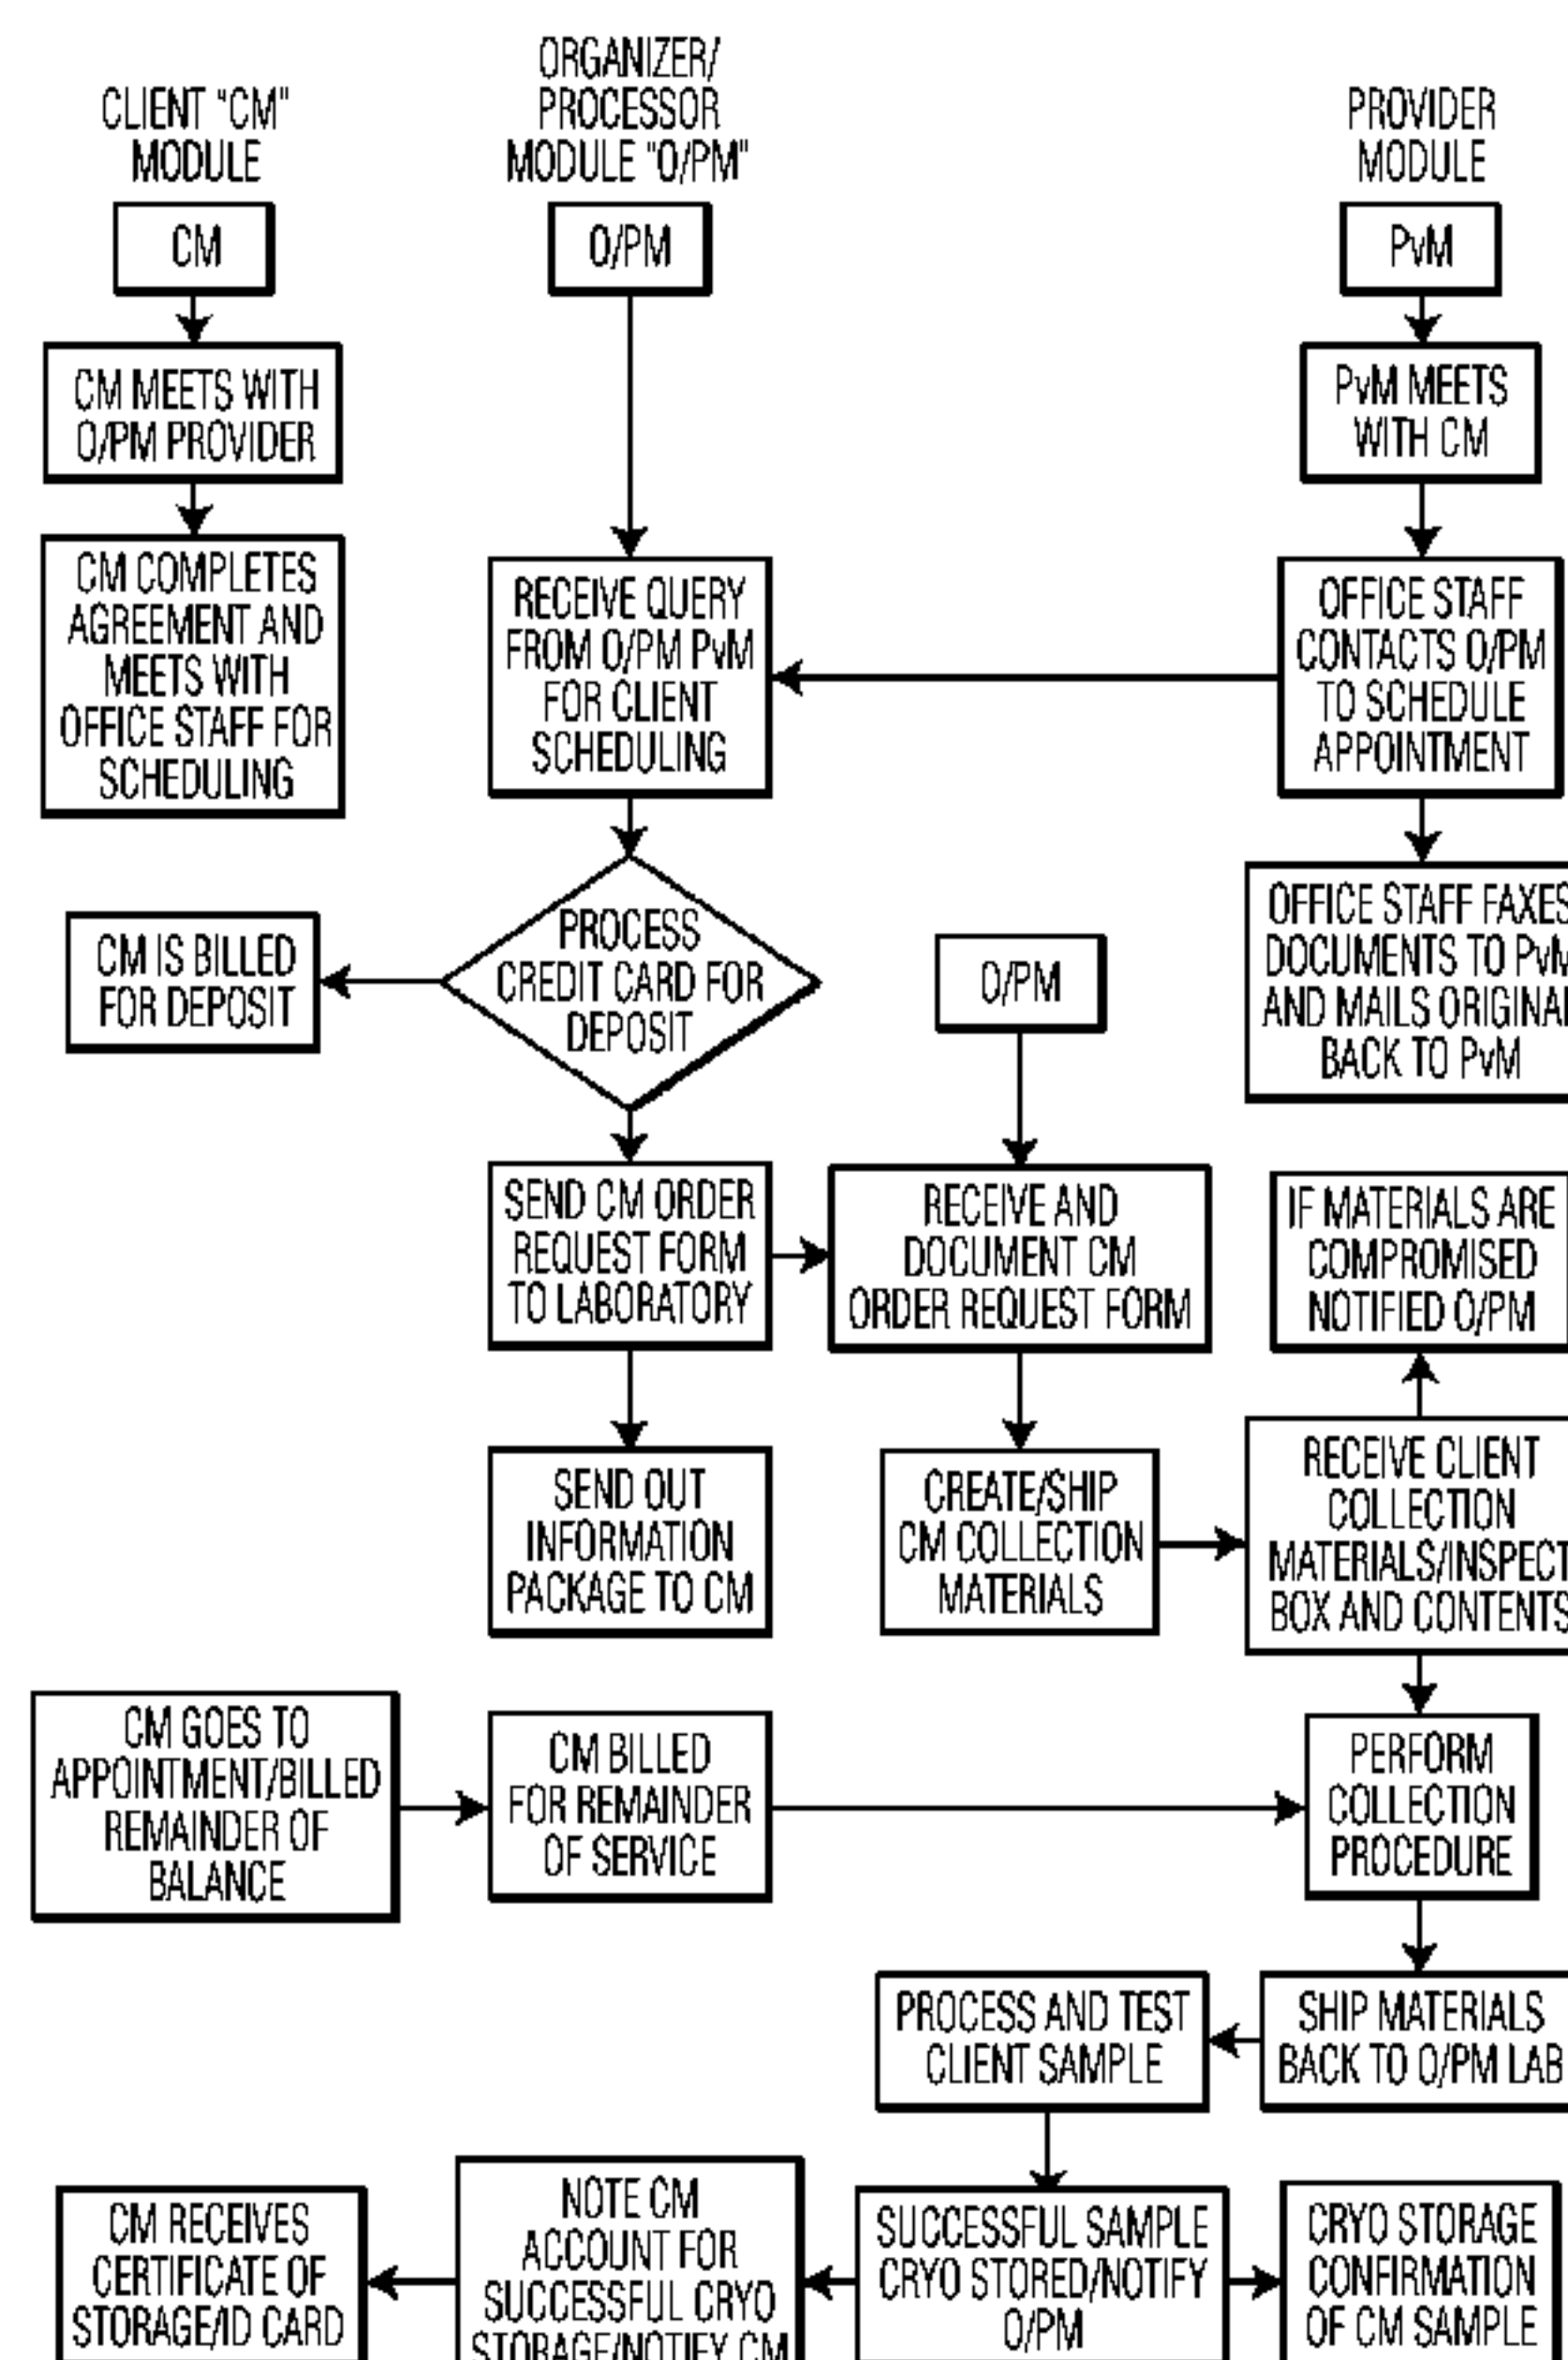 CLIENT "CM"
MODULE
ORGANIZER/
PROCESSOR
MODULE "O/PM"
PROVIDER
MODULE
CM
O/PM
PvM
CM MEETS WITH
O/PM PROVIDER
PvM MEETS
WITH CM
CM COMPLETES
AGREEMENT AND
MEETS WITH
OFFICE STAFF FOR
SCHEDULING
RECEIVE QUERY
FROM O/PM PvM
FOR CLIENT
SCHEDULING
OFFICE STAFF
CONTACTS O/PM
TO SCHEDULE
APPOINTMENT
CM IS BILLED
FOR DEPOSIT
PROCESS
CREDIT CARD FOR
DEPOSIT
O/PM
OFFICE STAFF FAXES
DOCUMENTS TO PvM
AND MAILS ORIGINAL
BACK TO PvM
SEND CM ORDER
REQUEST FORM
TO LABORATORY
RECEIVE AND
DOCUMENT CM
ORDER REQUEST FORM
IF MATERIALS ARE
COMPROMISED
NOTIFIED O/PM
SEND OUT
INFORMATION
PACKAGE TO CM
CREATE/SHIP
CM COLLECTION
MATERIALS
RECEIVE CLIENT
COLLECTION
MATERIALS/INSPECT
BOX AND CONTENTS
CM GOES TO
APPOINTMENT/BILLED
REMAINDER OF
BALANCE
CM BILLED
FOR REMAINDER
OF SERVICE
PERFORM
COLLECTION
PROCEDURE
PROCESS AND TEST
CLIENT SAMPLE
SHIP MATERIALS
BACK TO O/PM LAB
CM RECEIVES
CERTIFICATE OF
STORAGE/ID CARD
NOTE CM
ACCOUNT FOR
SUCCESSFUL CRYO
STORAGE/NOTIFY CM
SUCCESSFUL SAMPLE
CRYO STORED/NOTIFY
O/PM
CRYO STORAGE
CONFIRMATION
OF CM SAMPLE